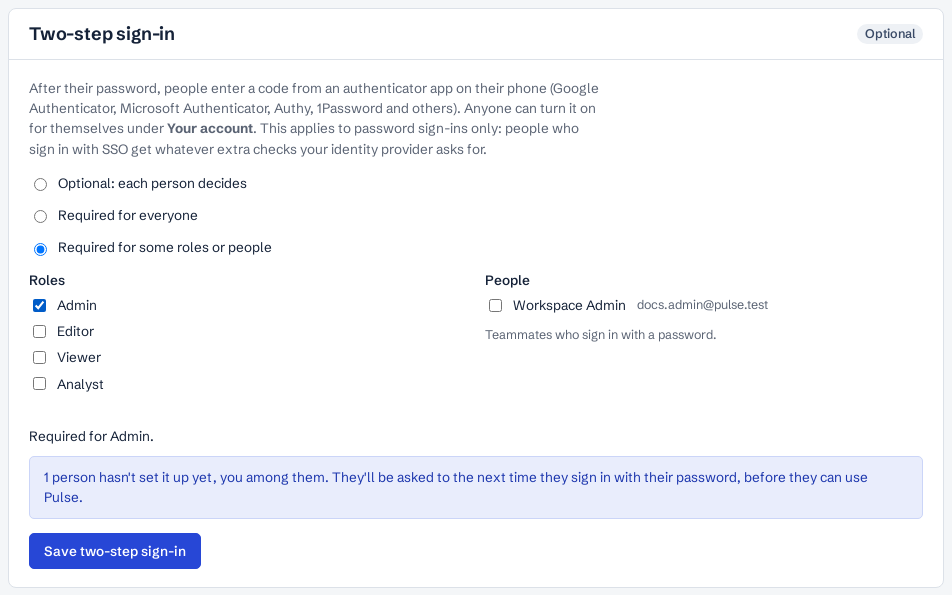 Two-step sign-in
Optional
After their password, people enter a code from an authenticator app on their phone (Google
Authenticator, Microsoft Authenticator, Authy, 1Password and others). Anyone can turn it on
for themselves under Your account. This applies to password sign-ins only: people who
sign in with SSO get whatever extra checks your identity provider asks for.
Optional: each person decides
Required for everyone
Required for some roles or people
Roles
Admin
Editor
Viewer
Analyst
People
Workspace Admin docs.admin@pulse.test
Teammates who sign in with a password.
Required for Admin.
1 person hasn't set it up yet, you among them. They'll be asked to the next time they sign in with their password, before they can use
Pulse.
Save two-step sign-in